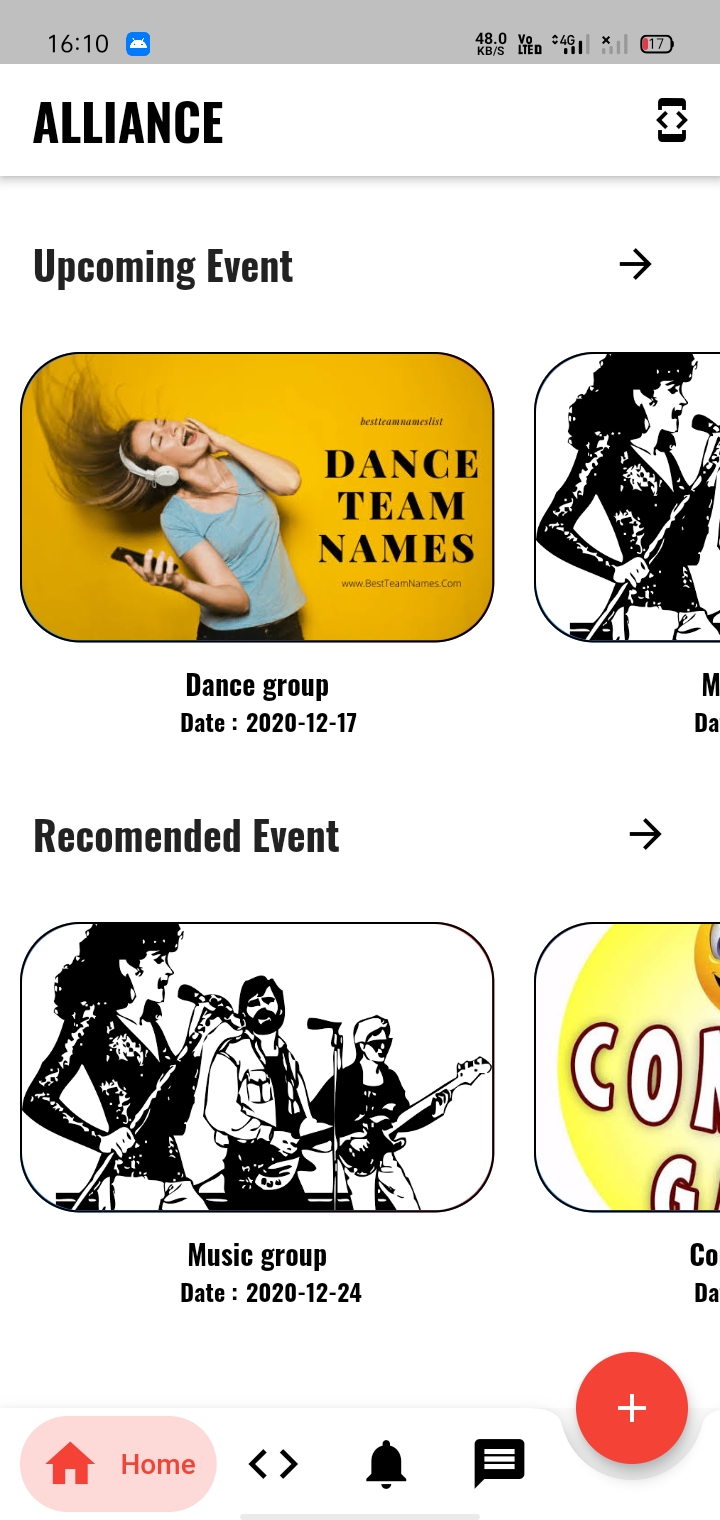 16:10
48.0 KB/S
Vo LTED
4G
17
ALLIANCE
Upcoming Event
bestteamnameslist
DANCE
TEAM
NAMES
www.BestTeamNames.Com
Dance group
M
Date : 2020-12-17
Da
Recomended Event
COM
G
Music group
Co
Date : 2020-12-24
Da
Home